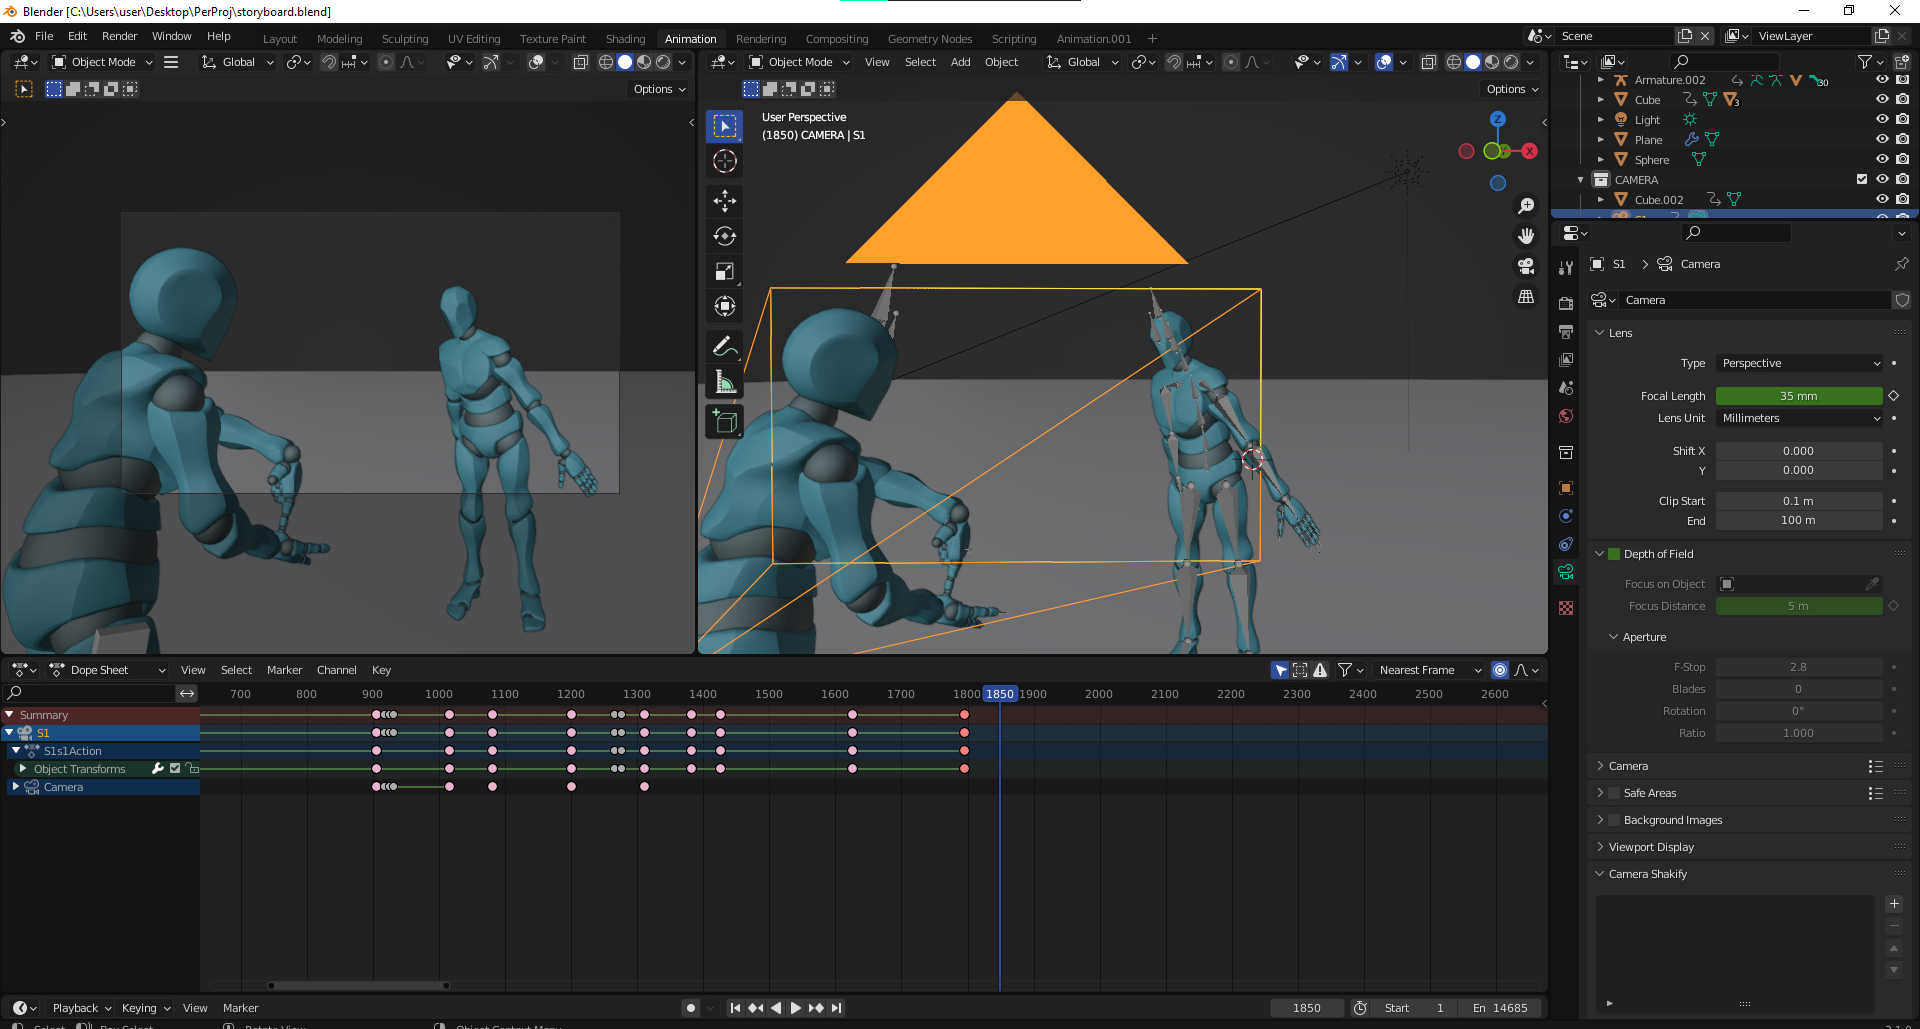 Blender [C:\Users\user\Desktop\PerProj\storyboard.blend]
File Edit Render Window Help
Layout Modeling Sculpting UV Editing Texture Paint Shading Animation Rendering Compositing Geometry Nodes Scripting Animation.001 +
Scene
ViewLayer
Object Mode
Global
Object Mode View Select Add Object
Global
Options
Options
User Perspective
(1850) CAMERA | S1
Z
X
Armature.002
30
Cube
3
Light
Plane
Sphere
CAMERA
Cube.002
S1 > Camera
Camera
Lens
Type Perspective
Focal Length 35 mm
Lens Unit Millimeters
Shift X 0.000
Y 0.000
Clip Start 0.1 m
End 100 m
Depth of Field
Focus on Object
Focus Distance 5 m
Aperture
F-Stop 2.8
Blades 0
Rotation 0°
Ratio 1.000
Camera
Safe Areas
Background Images
Viewport Display
Camera Shakify
Dope Sheet View Select Marker Channel Key
Nearest Frame
700 800 900 1000 1100 1200 1300 1400 1500 1600 1700 1800 1850 1900 2000 2100 2200 2300 2400 2500 2600
Summary
S1
S1s1Action
Object Transforms
Camera
Playback Keying View Marker
1850
Start 1
En 14685